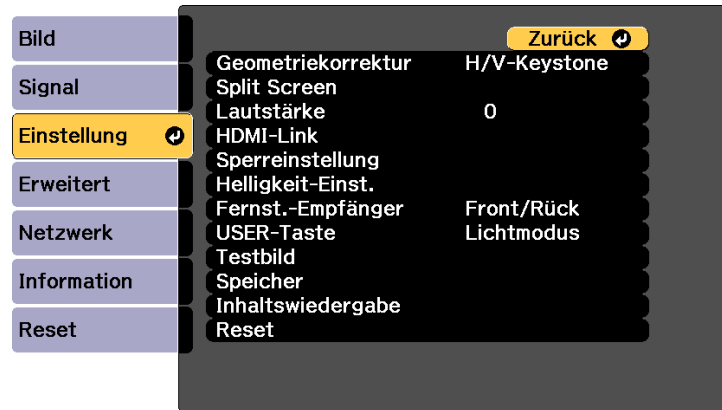 Bild
Signal
Einstellung
Erweitert
Netzwerk
Information
Reset
Zurück
Geometriekorrektur H/V-Keystone
Split Screen
Lautstärke 0
HDMI-Link
Sperreinstellung
Helligkeit-Einst.
Fernst.-Empfänger Front/Rück
USER-Taste Lichtmodus
Testbild
Speicher
Inhaltswiedergabe
Reset